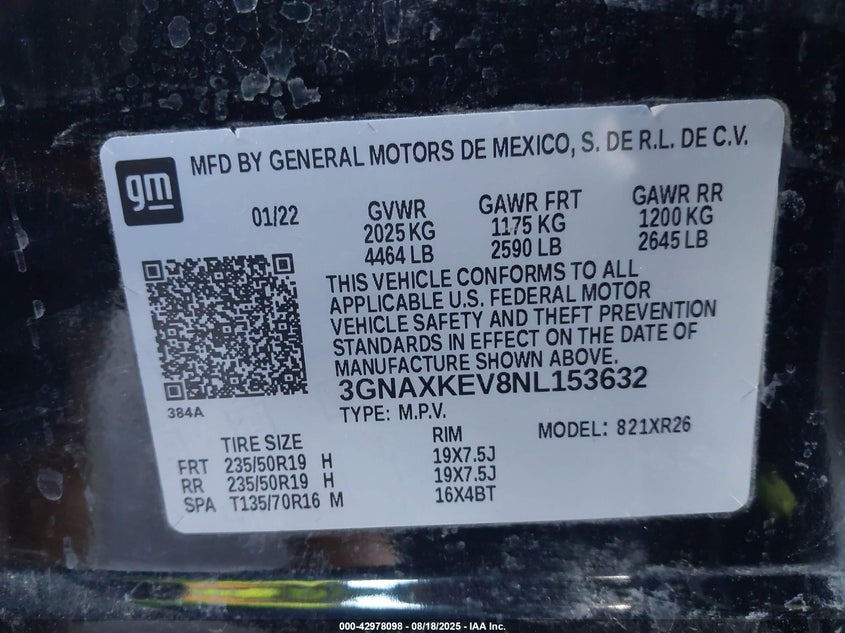 gm
MFD BY GENERAL MOTORS DE MEXICO, S. DE R.L. DE C.V.
01/22 GVWR GAWR FRT GAWR RR
2025 KG 1175 KG 1200 KG
4464 LB 2590 LB 2645 LB
THIS VEHICLE CONFORMS TO ALL
APPLICABLE U.S. FEDERAL MOTOR
VEHICLE SAFETY AND THEFT PREVENTION
STANDARDS IN EFFECT ON THE DATE OF
MANUFACTURE SHOWN ABOVE.
3GNAXKEV8NL153632
384A
TYPE: M.P.V. MODEL: 821XR26
TIRE SIZE RIM
FRT 235/50R19 H 19X7.5J
RR 235/50R19 H 19X7.5J
SPA T135/70R16 M 16X4BT
000-42978098 - 08/18/2025 - IAA Inc.